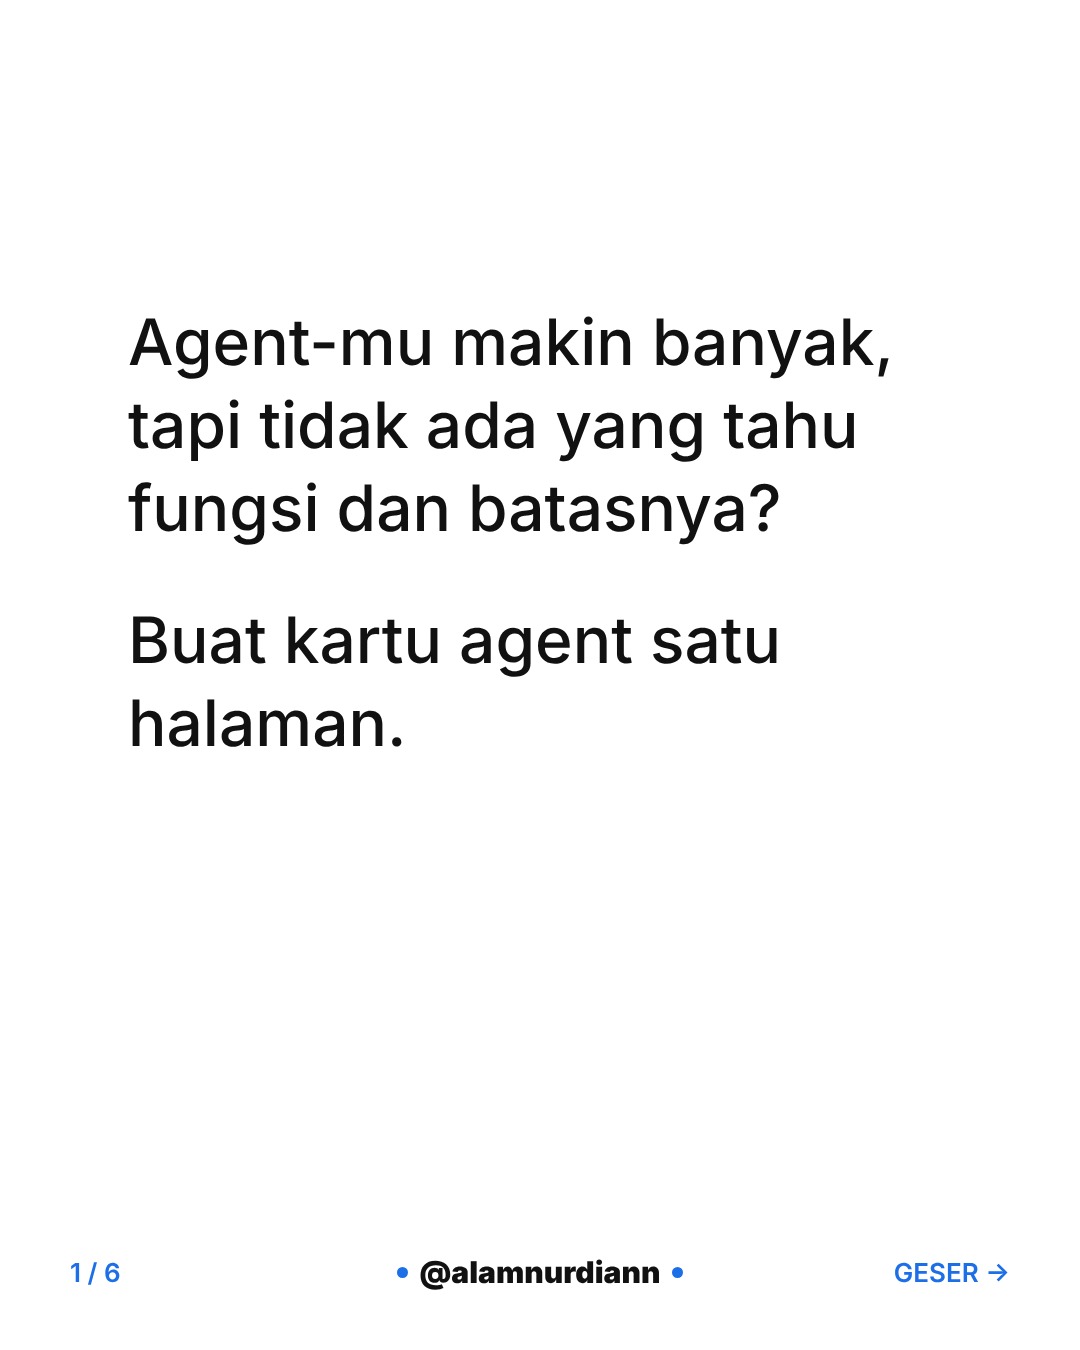 Agent-mu makin banyak,
tapi tidak ada yang tahu
fungsi dan batasnya?
Buat kartu agent satu
halaman.
1 / 6
• @alamnurdiann •
GESER →